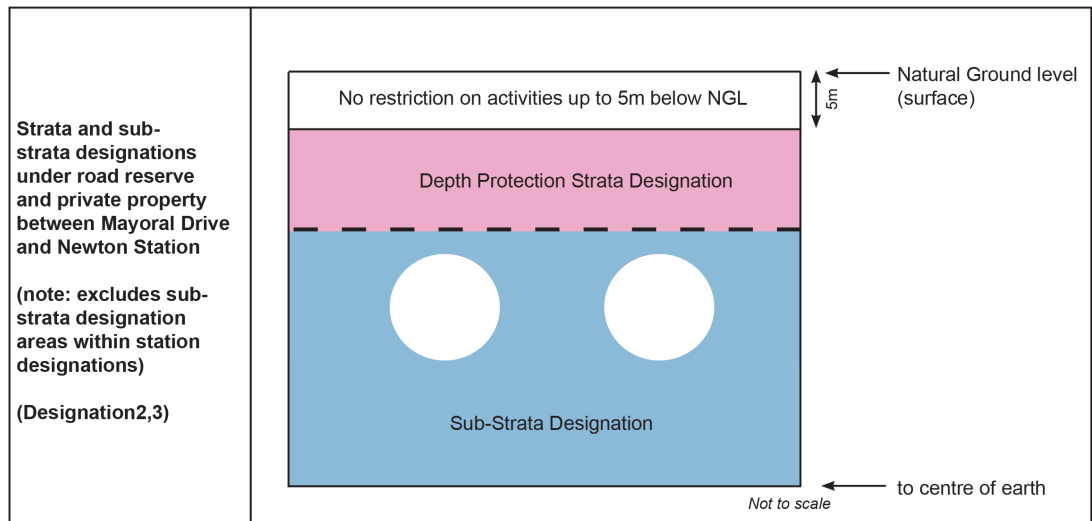 Strata and sub-
strata designations
under road reserve
and private property
between Mayoral Drive
and Newton Station
(note: excludes sub-
strata designation
areas within station
designations)
(Designation2,3)
No restriction on activities up to 5m below NGL
5m
Natural Ground level
(surface)
Depth Protection Strata Designation
Sub-Strata Designation
to centre of earth
Not to scale